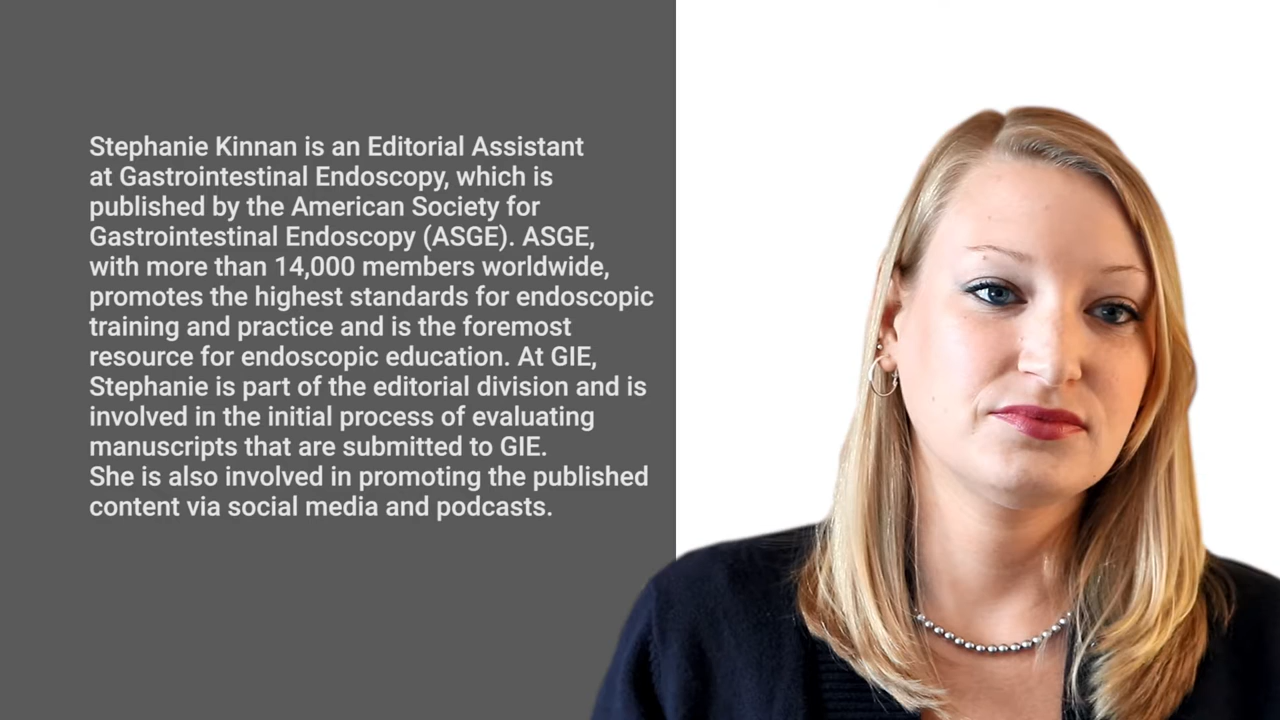 Stephanie Kinnan is an Editorial Assistant
at Gastrointestinal Endoscopy, which is
published by the American Society for
Gastrointestinal Endoscopy (ASGE). ASGE,
with more than 14,000 members worldwide,
promotes the highest standards for endoscopic
training and practice and is the foremost
resource for endoscopic education. At GIE,
Stephanie is part of the editorial division and is
involved in the initial process of evaluating
manuscripts that are submitted to GIE.
She is also involved in promoting the published
content via social media and podcasts.